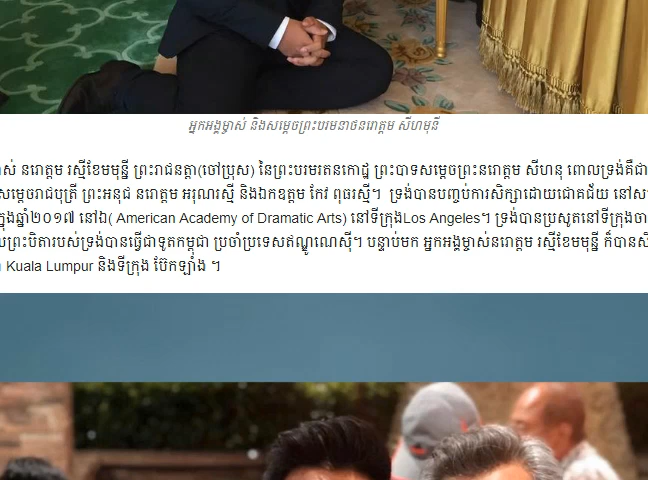 អ្នកអង្គម្ចាស់ និងសម្តេចព្រះបរមនាថនរោត្តម សីហមុនី
ស់ នរោត្តម រស្មីខែមមុន្នី ព្រះរាជនត្តា(ចៅប្រុស) នៃព្រះបរមរតនកោដ្ឋ ព្រះបាទសម្តេចព្រះនរោត្តម សីហនុ ពោលទ្រង់គឺជា
សម្តេចរាជបុត្រី ព្រះអនុជ នរោត្តម អរុណរស្មី និងឯកឧត្តម កែវ ពុធរស្មី។ ទ្រង់បានបញ្ចប់ការសិក្សាដោយជោគជ័យ នៅស
ក្នុងឆ្នាំ២០១៧ នៅឯ( American Academy of Dramatic Arts) នៅទីក្រុងLos Angeles។ ទ្រង់បានប្រសូតនៅទីក្រុងចា
លព្រះបិតារបស់ទ្រង់បានធ្វើជាទូតកម្ពុជា ប្រចាំប្រទេសឥណ្ឌូណេស៊ី។ បន្ទាប់មក អ្នកអង្គម្ចាស់នរោត្តម រស្មីខែមមុន្នី ក៏បានសិ
Kuala Lumpur និងទីក្រុង ប៊ែកឡាំង ។